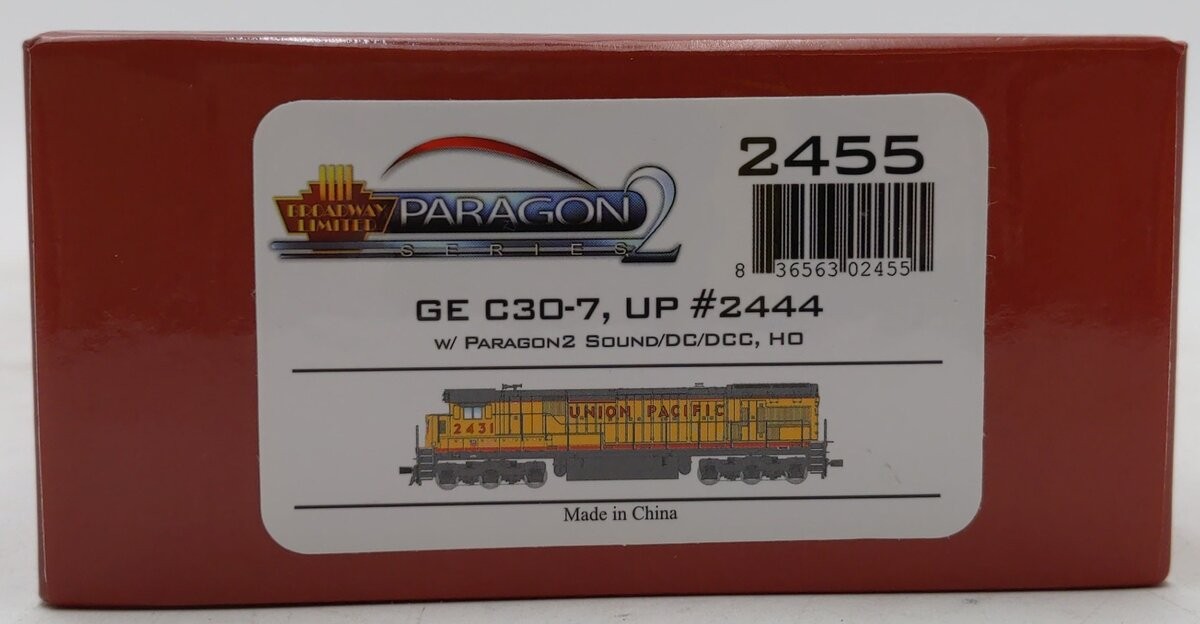 BROADWAY
LIMITED
PARAGON 2
SERIES
2455
8 36563 02455
GE C30-7, UP #2444
W/ PARAGON2 SOUND/DC/DCC, HO
UNION PACIFIC
2431
Made in China